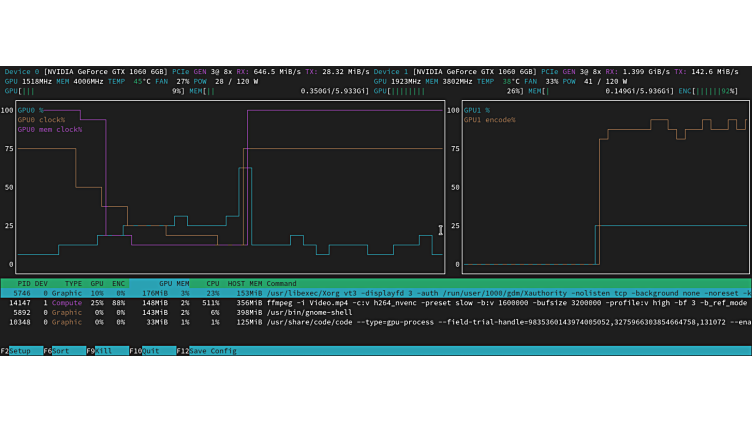 Device 0 [NVIDIA GeForce GTX 1060 6GB] PCIe GEN 3@ 8x RX: 646.5 MiB/s TX: 28.32 MiB/s Device 1 [NVIDIA GeForce GTX 1060 6GB] PCIe GEN 3@ 8x RX: 1.399 GiB/s TX: 142.6 MiB/s
GPU 1518MHz MEM 4006MHz TEMP 45°C FAN 27% POW 28 / 120 W GPU 1923MHz MEM 3802MHz TEMP 38°C FAN 33% POW 41 / 120 W
GPU[||| 9%] MEM[|| 0.350Gi/5.933Gi] GPU[|||||||| 26%] MEM[| 0.149Gi/5.936Gi] ENC[||||||92%]
100 GPU0 % 100 GPU1 %
GPU0 clock% GPU1 encode%
GPU0 mem clock%
75 75
50 50
25 25
0 0
PID DEV TYPE GPU ENC GPU MEM CPU HOST MEM Command
5746 0 Graphic 10% 0% 176MiB 3% 23% 153MiB /usr/libexec/Xorg vt3 -displayfd 3 -auth /run/user/1000/gdm/Xauthority -nolisten tcp -background none -noreset -k
14147 1 Compute 25% 88% 148MiB 2% 511% 356MiB ffmpeg -i Video.mp4 -c:v h264_nvenc -preset slow -b:v 1600000 -bufsize 3200000 -profile:v high -bf 3 -b_ref_mode
5892 0 Graphic 0% 0% 143MiB 2% 6% 398MiB /usr/bin/gnome-shell
10348 0 Graphic 0% 0% 33MiB 1% 1% 125MiB /usr/share/code/code --type=gpu-process --field-trial-handle=9835360143974005052,3275966303854664758,131072 --ena
F2Setup F6Sort F9Kill F10Quit F12Save Config